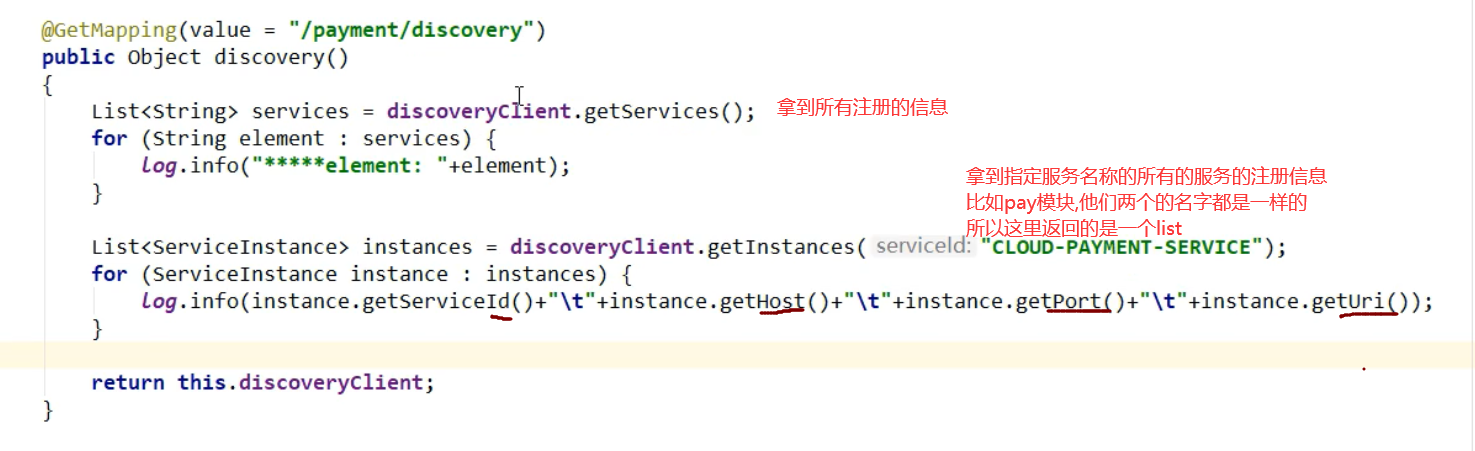 @GetMapping(value = "/payment/discovery")
public Object discovery()
{
List<String> services = discoveryClient.getServices(); 拿到所有注册的信息
for (String element : services) {
log.info("*****element: "+element);
}
拿到指定服务名称的所有的服务的注册信息
比如pay模块,他们两个的名字都是一样的
所以这里返回的是一个list
List<ServiceInstance> instances = discoveryClient.getInstances( serviceId: "CLOUD-PAYMENT-SERVICE");
for (ServiceInstance instance : instances) {
log.info(instance.getServiceId()+"\t"+instance.getHost()+"\t"+instance.getPort()+"\t"+instance.getUri());
}
return this.discoveryClient;
}